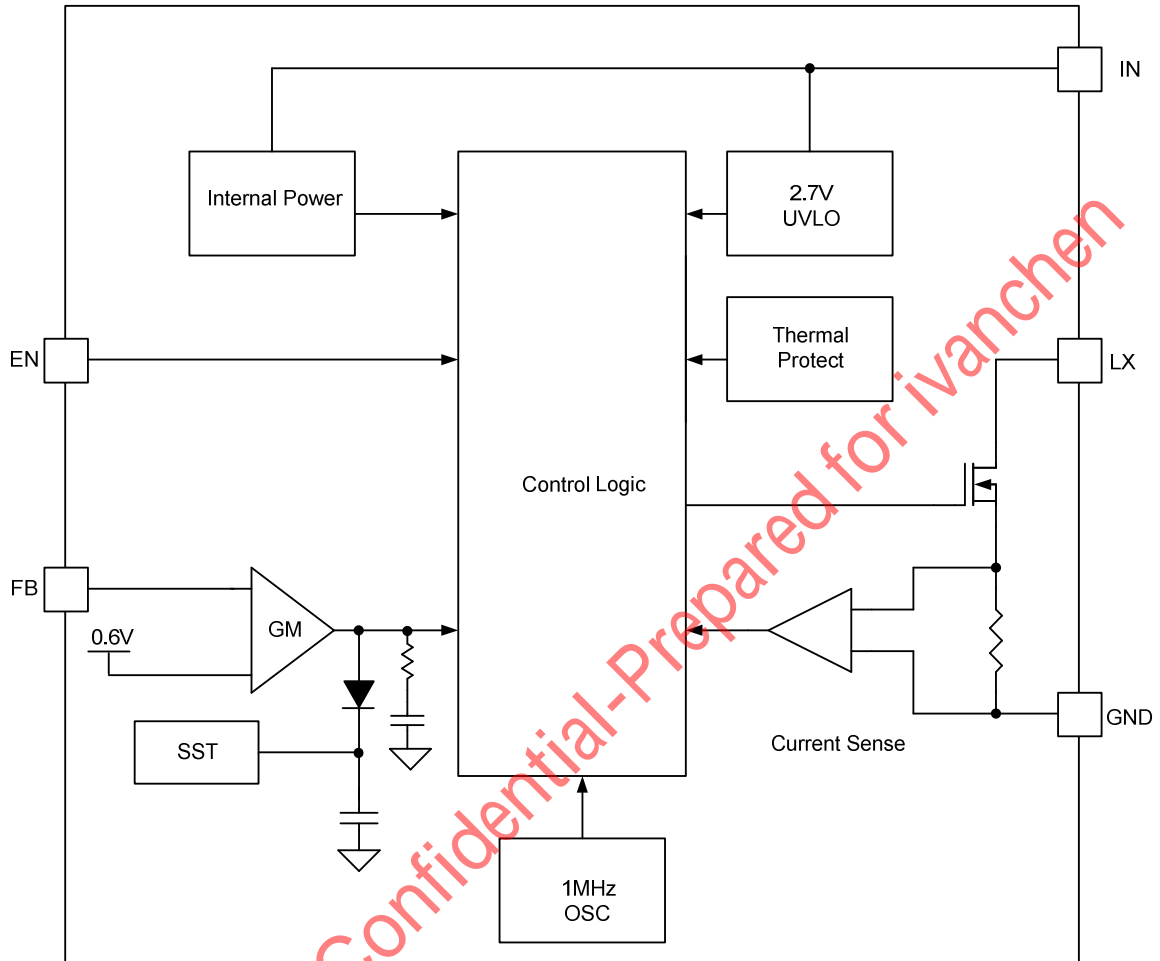 IN
Internal Power
2.7V
UVLO
EN
Thermal
Protect
LX
Control Logic
FB
GM
0.6V
SST
Current Sense
GND
1MHz
OSC
Confidential-Prepared for ivanchen